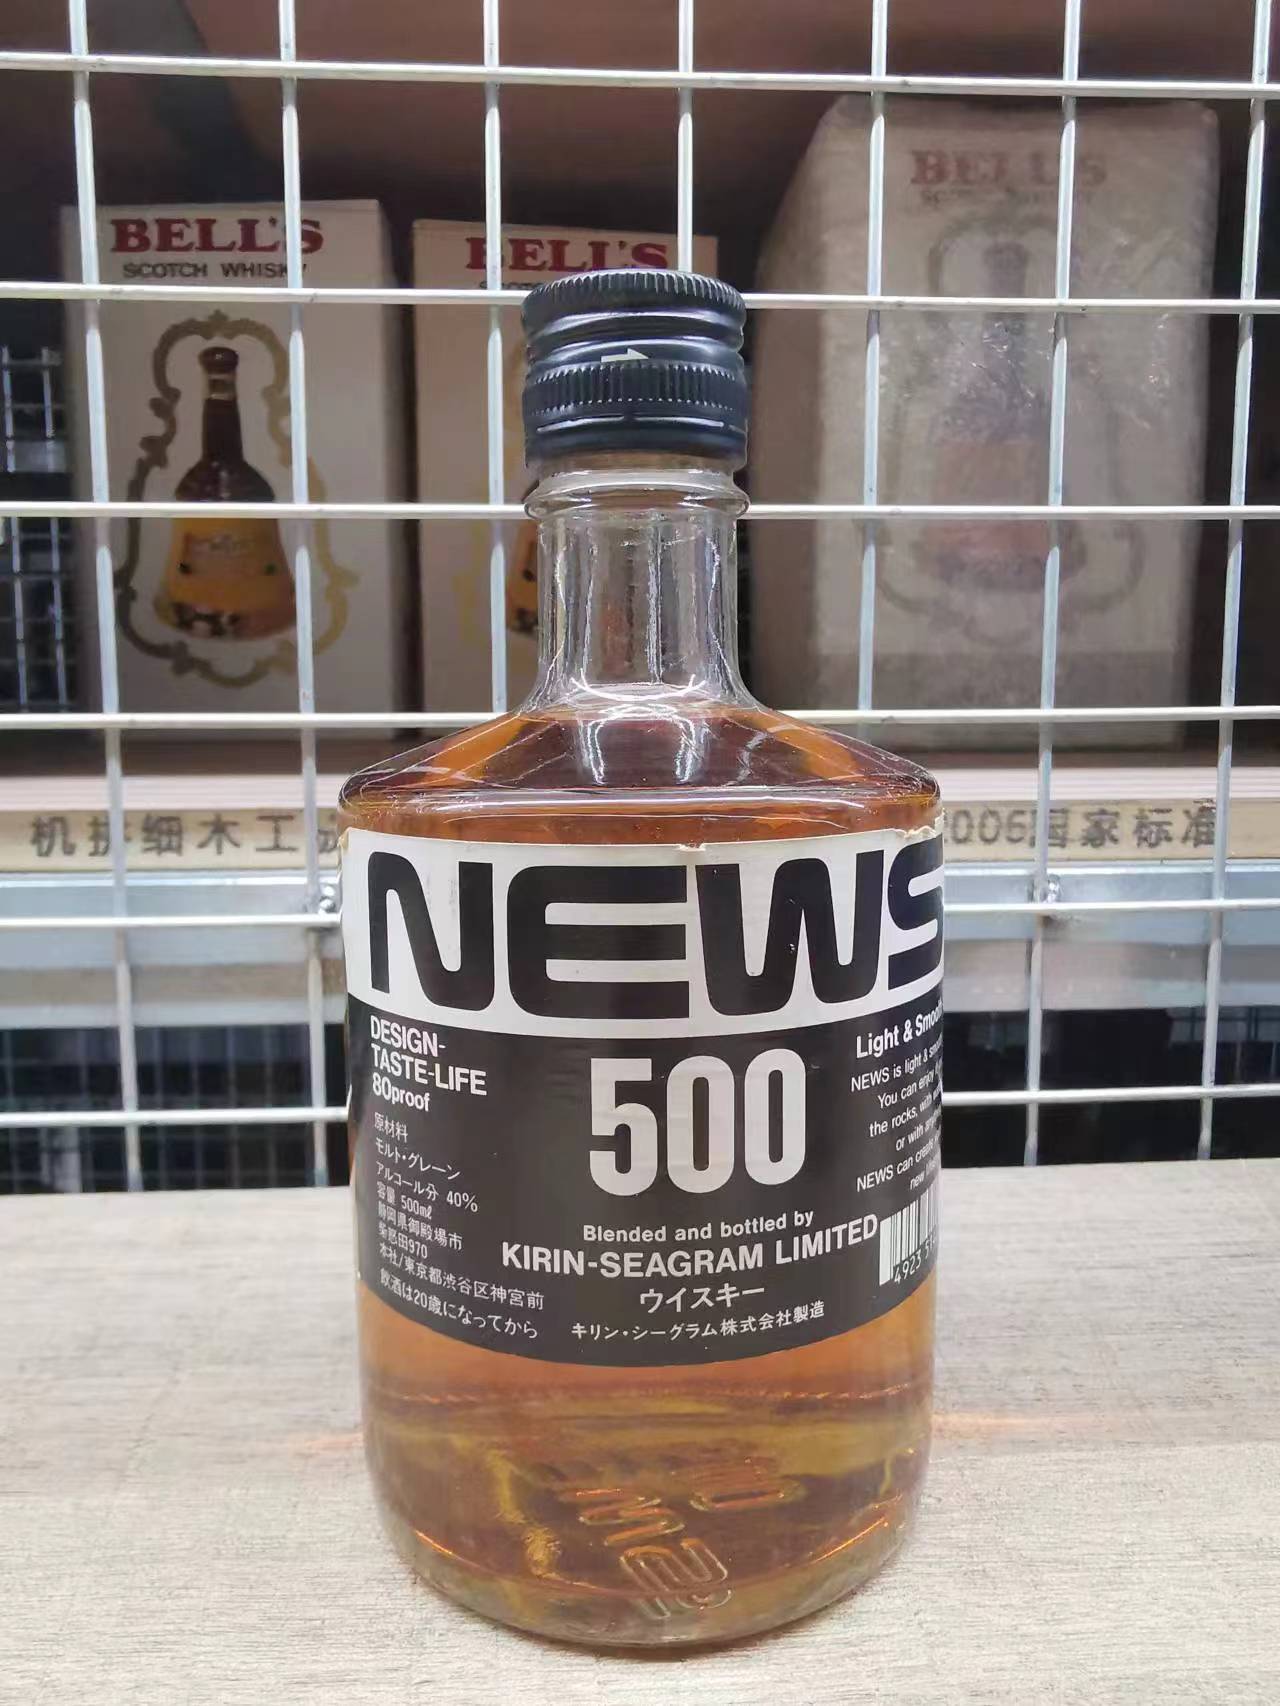 BELL'S
SCOTCH WHISKY
BELL'S
BELL'S
机拼细木工
国家标准
NEWS
DESIGN-
TASTE-LIFE
80proof
原材料
モルト・グレーン
アルコール分 40%
容量 500mℓ
静岡県御殿場市
柴怒田970
本社/東京都渋谷区神宮前
飲酒は20歳になってから
500
Blended and bottled by
KIRIN-SEAGRAM LIMITED
ウイスキー
キリン・シーグラム株式会社製造
Light & Smooth
NEWS is light & smooth
You can enjoy
the rocks, with
or with
NEWS can create
new
4923